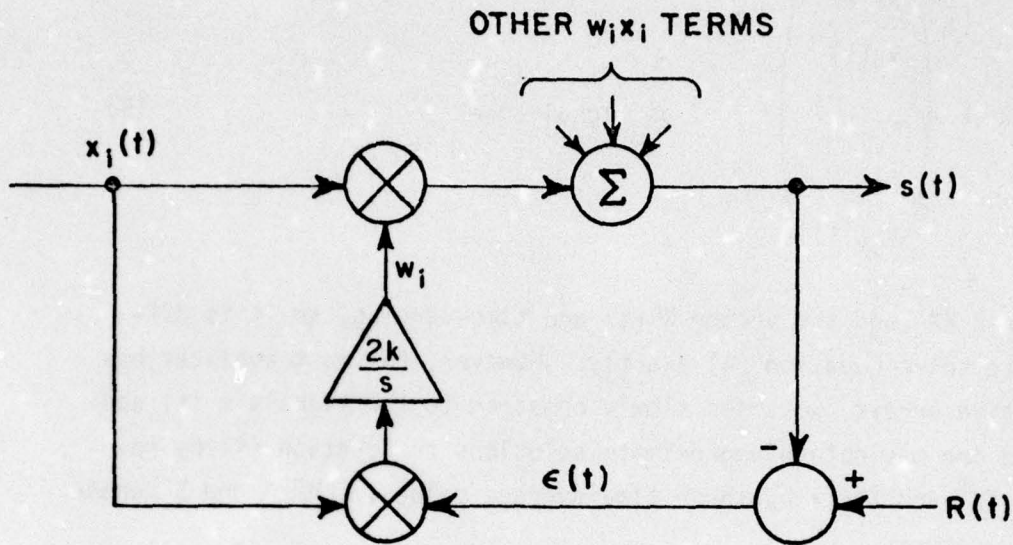 OTHER wᵢxᵢ TERMS
xᵢ(t)
Σ
s(t)
wᵢ
2k
s
ϵ(t)
-
+
R(t)